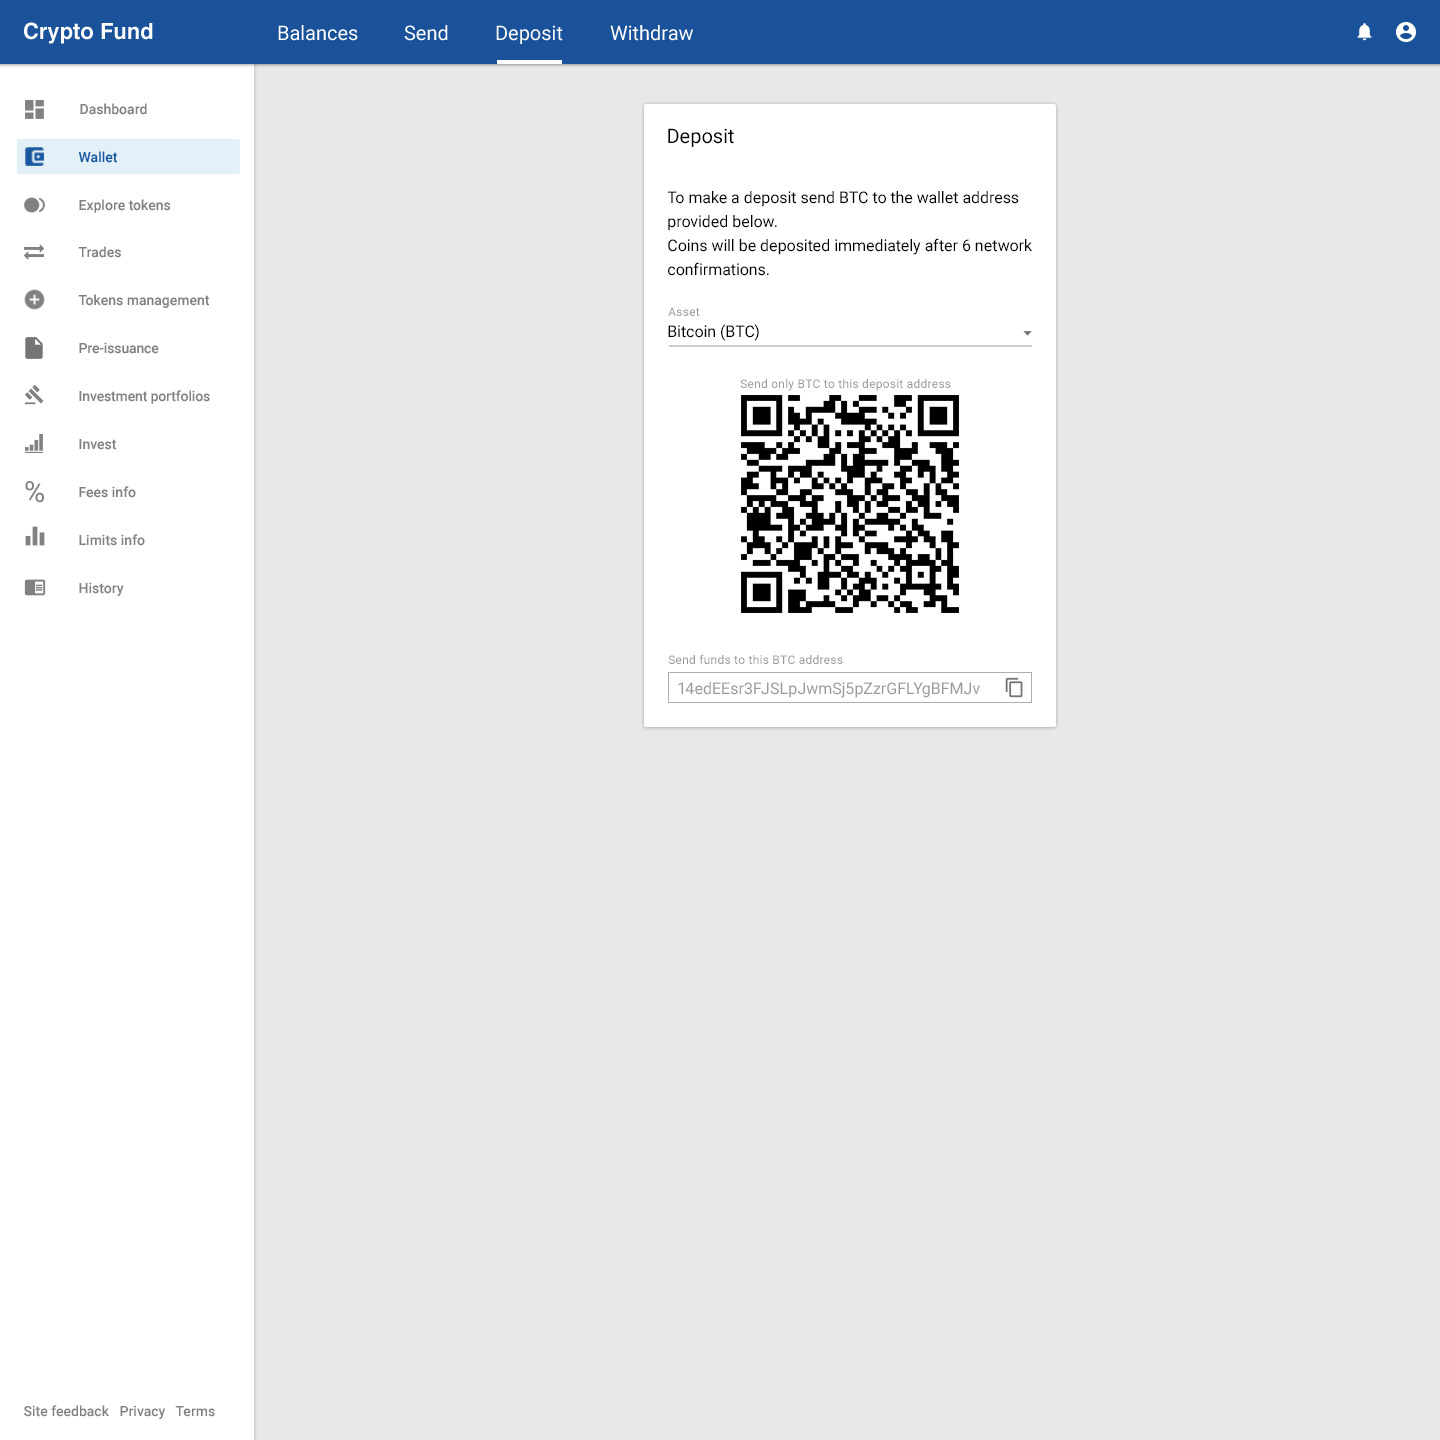 Crypto Fund
Balances
Send
Deposit
Withdraw
Dashboard
Wallet
Explore tokens
Trades
Tokens management
Pre-issuance
Investment portfolios
Invest
Fees info
Limits info
History
Deposit
To make a deposit send BTC to the wallet address
provided below.
Coins will be deposited immediately after 6 network
confirmations.
Asset
Bitcoin (BTC)
Send only BTC to this deposit address
Send funds to this BTC address
14edEEsr3FJSLpJwmSj5pZzrGFLYgBFMJv
Site feedback Privacy Terms